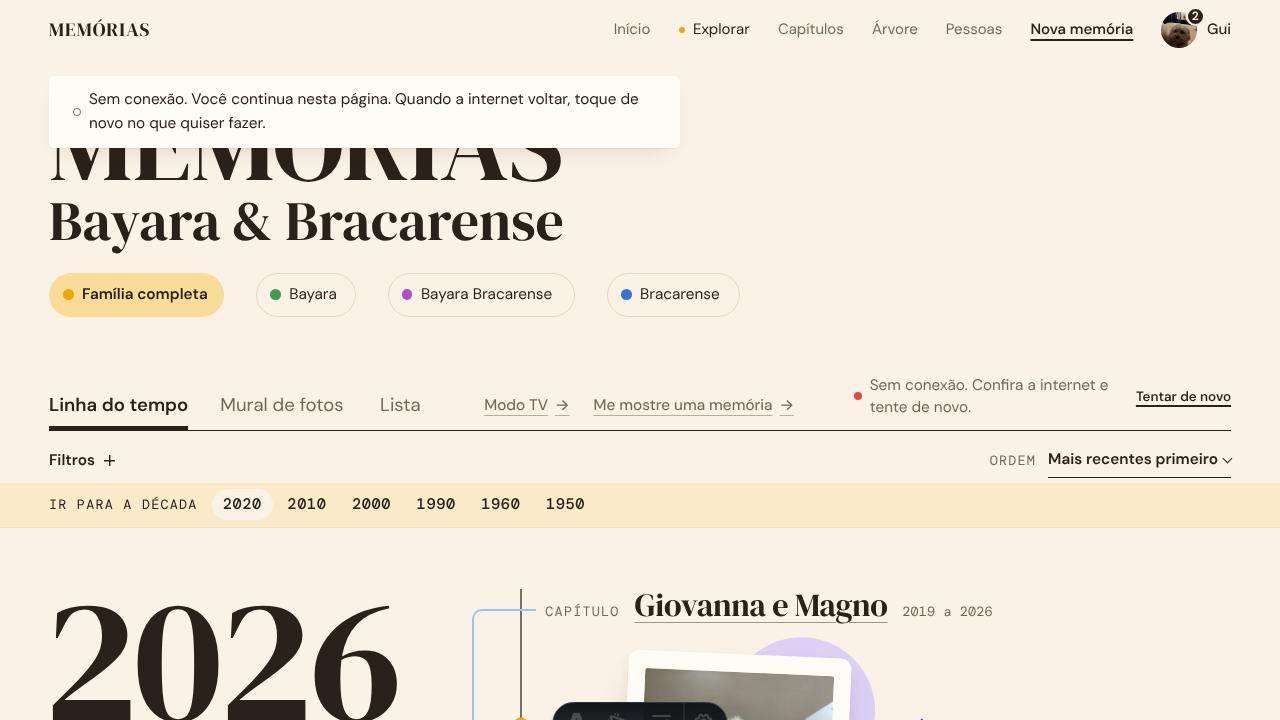 MEMÓRIAS
Início
Explorar
Capítulos
Árvore
Pessoas
Nova memória
2
Gui
Sem conexão. Você continua nesta página. Quando a internet voltar, toque de
novo no que quiser fazer.
MEMÓRIAS
Bayara & Bracarense
Família completa
Bayara
Bayara Bracarense
Bracarense
Linha do tempo
Mural de fotos
Lista
Modo TV →
Me mostre uma memória →
Sem conexão. Confira a internet e
tente de novo.
Tentar de novo
Filtros +
ORDEM
Mais recentes primeiro
IR PARA A DÉCADA
2020
2010
2000
1990
1960
1950
2026
CAPÍTULO
Giovanna e Magno
2019 a 2026